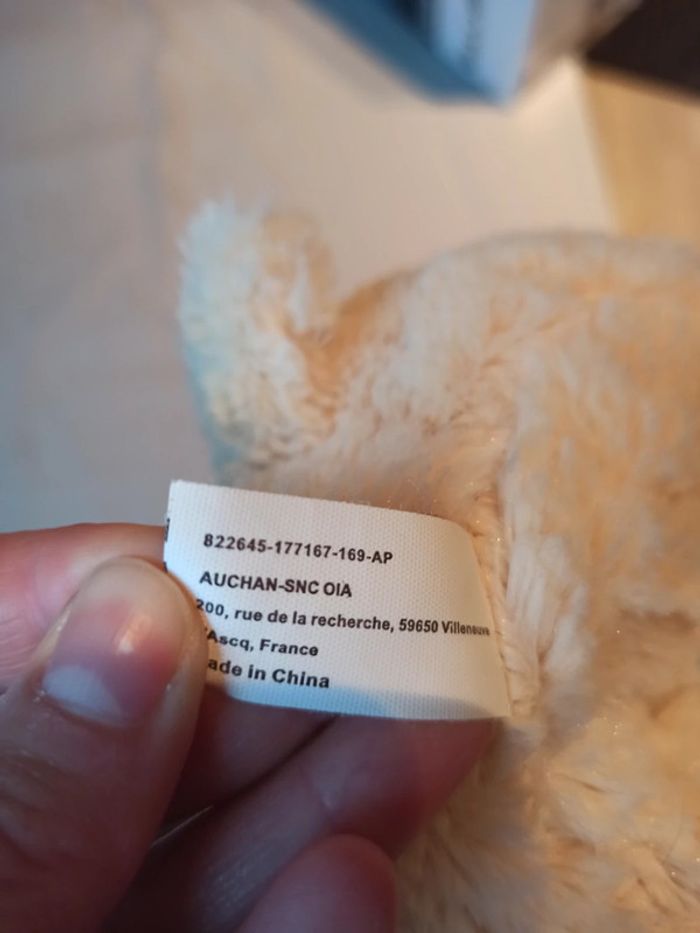 822645-177167-169-AP
AUCHAN-SNC OIA
200, rue de la recherche, 59650 Villeneuve
'Ascq, France
ade in China